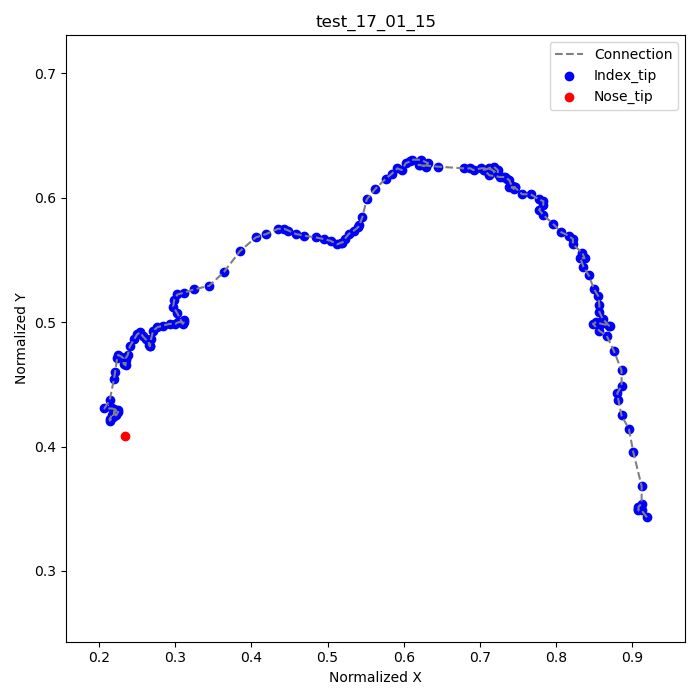 test_17_01_15
Connection
Index_tip
Nose_tip
Normalized Y
0.7
0.6
0.5
0.4
0.3
0.2 0.3 0.4 0.5 0.6 0.7 0.8 0.9
Normalized X